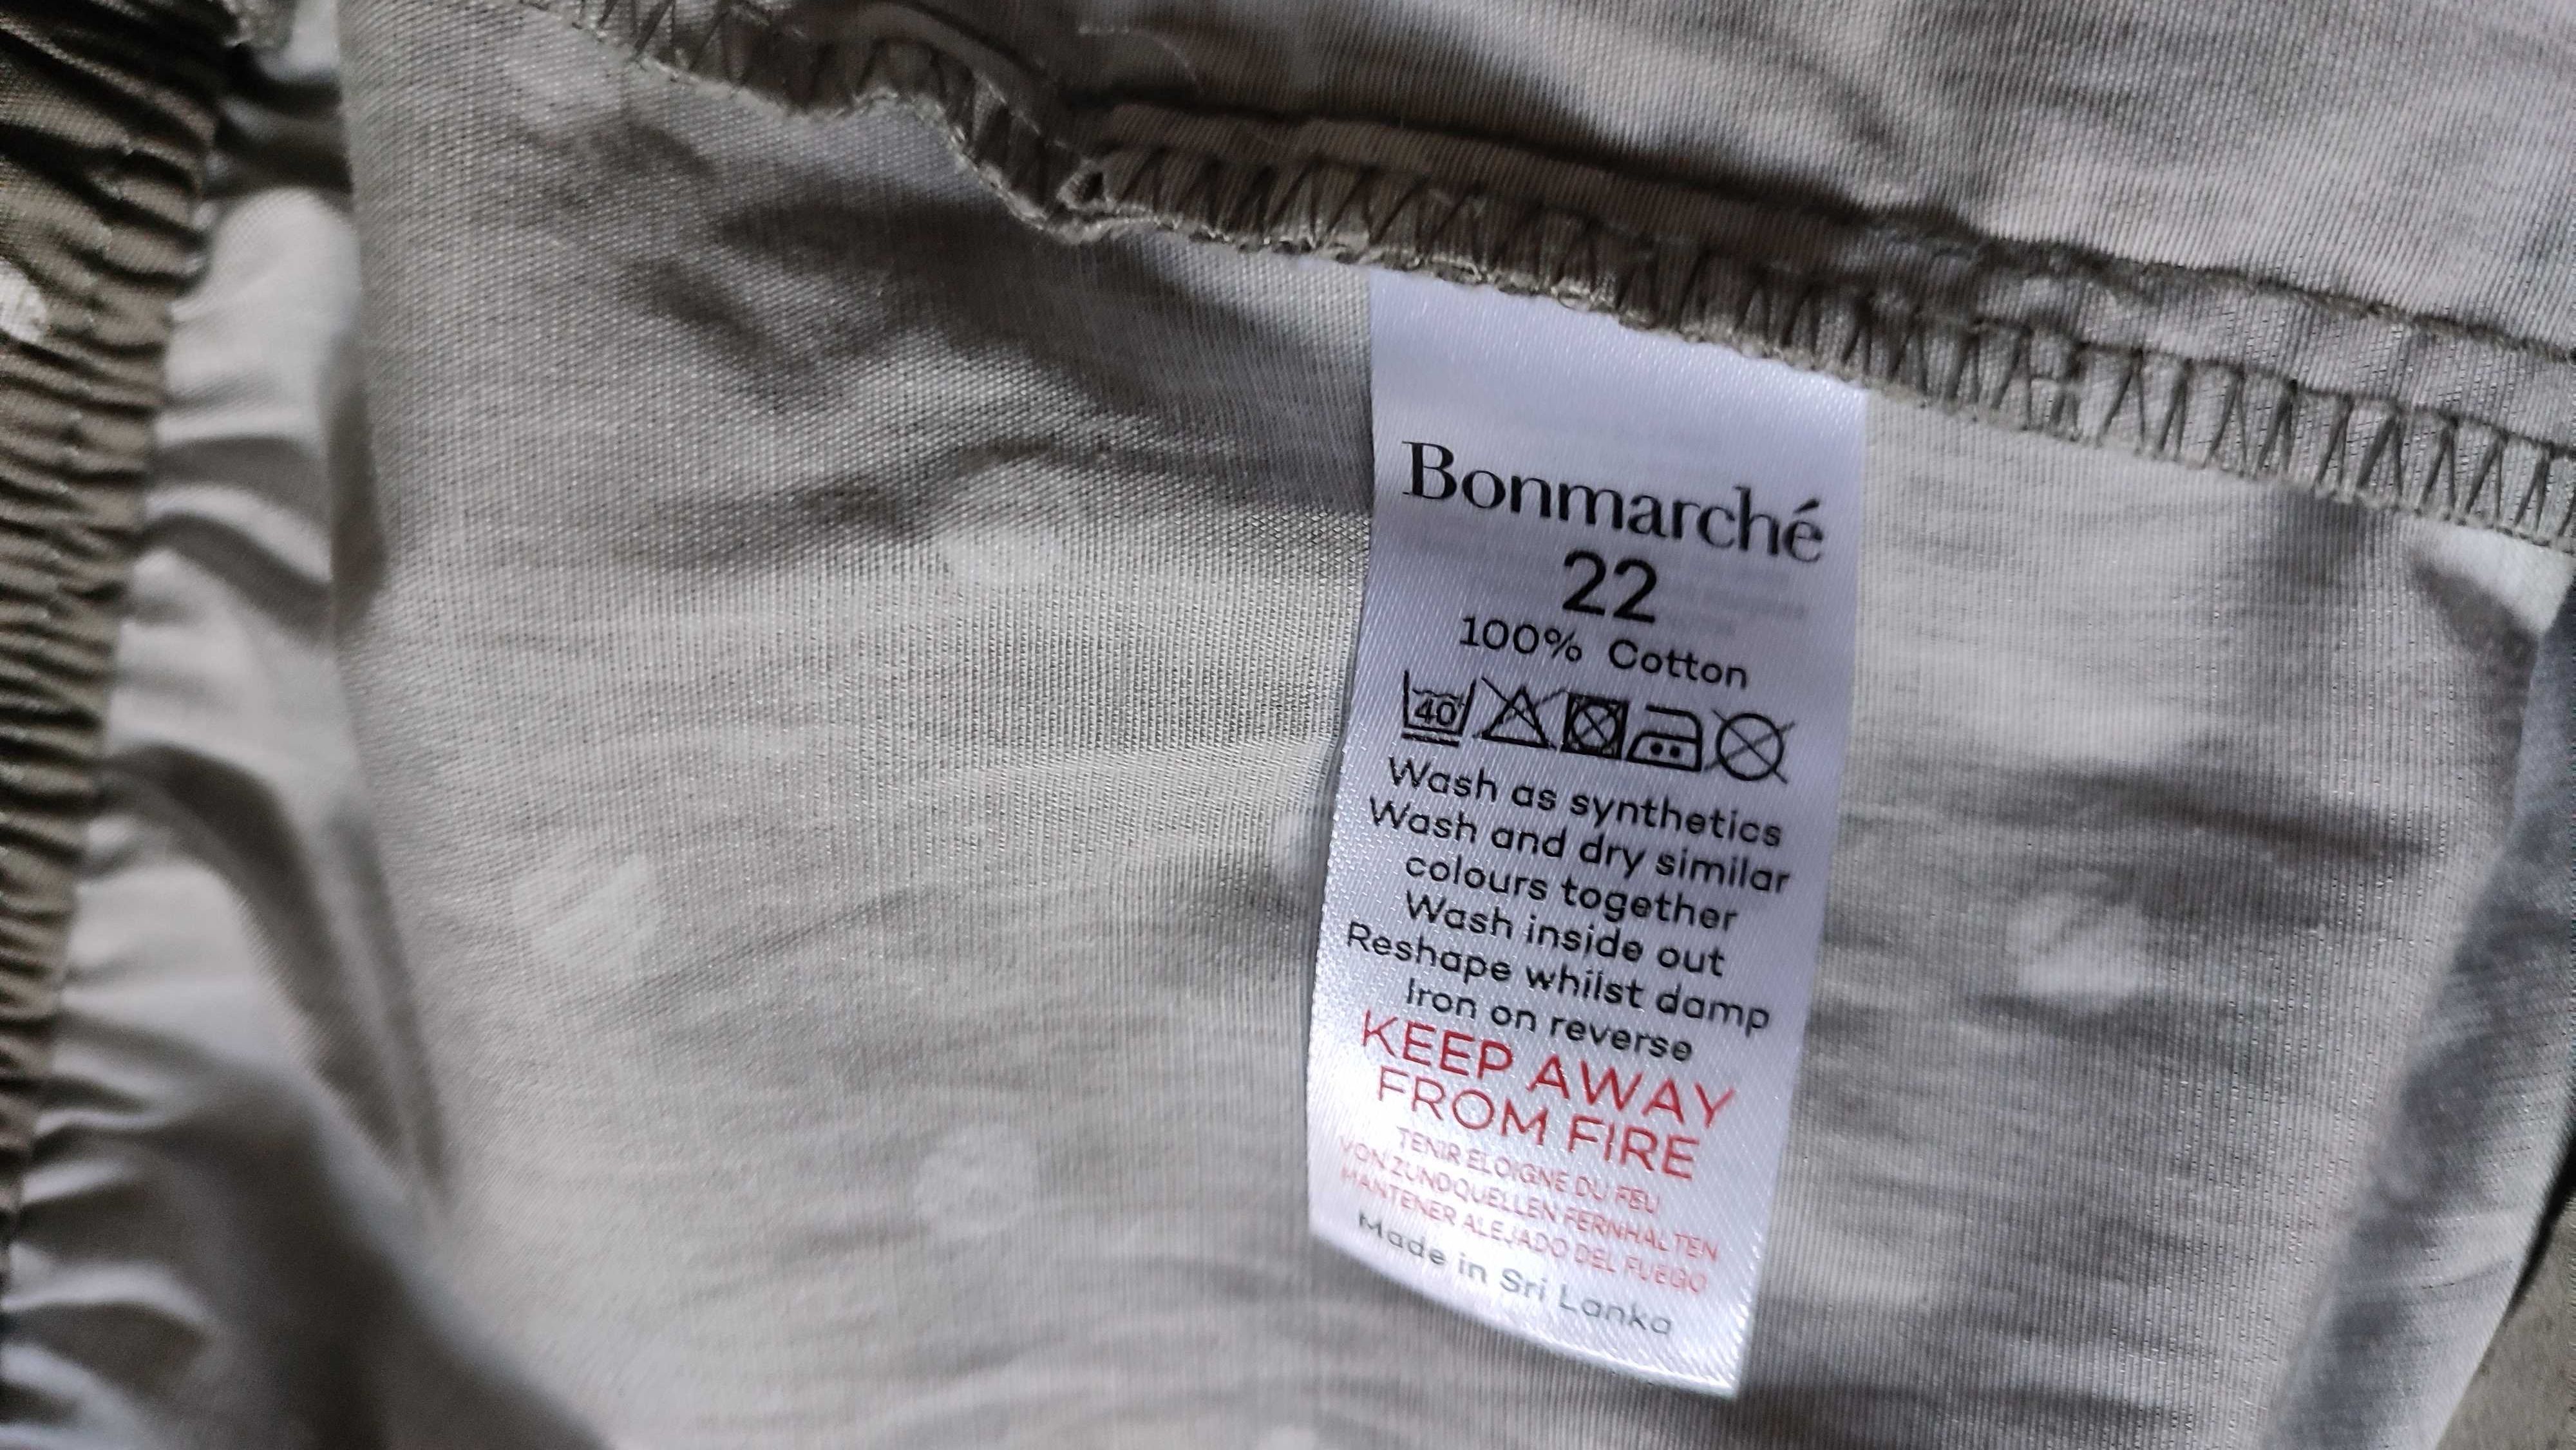 Bonmarché
22
100% Cotton
40
Wash as synthetics
Wash and dry similar
colours together
Wash inside out
Reshape whilst damp
Iron on reverse
KEEP AWAY
FROM FIRE
TENIR ELOIGNE DU FEU
VON ZUNDQUELLEN FERNHALTEN
MANTENER ALEJADO DEL FUEGO
Made in Sri Lanka